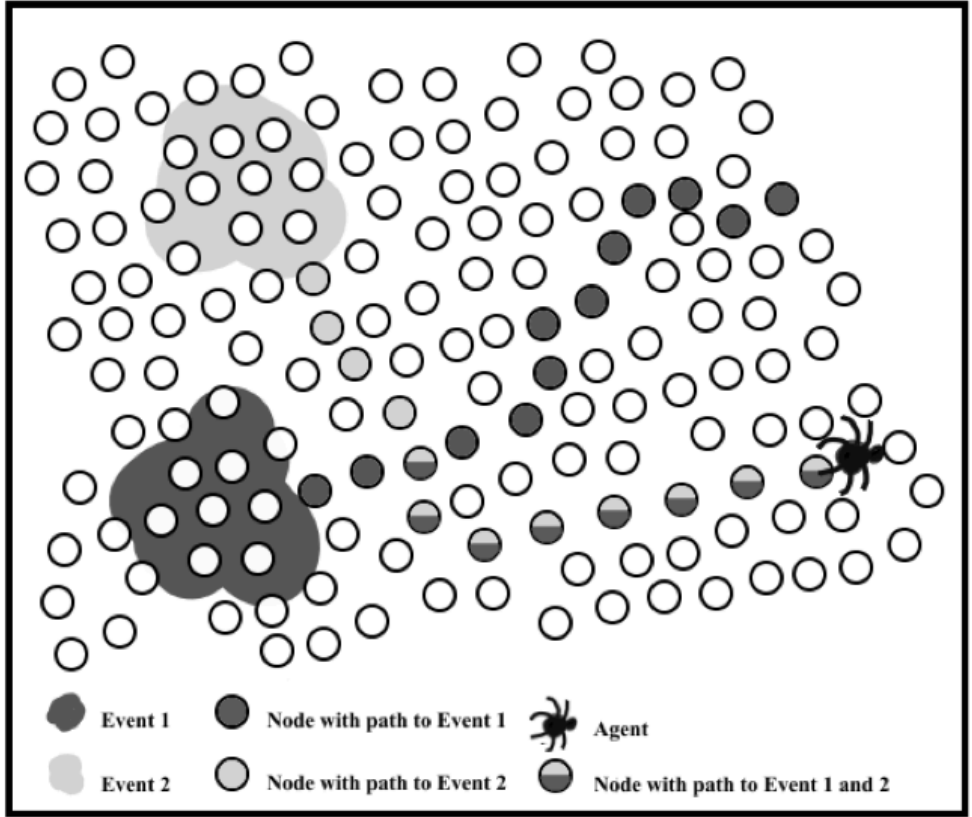 Event 1
Node with path to Event 1
Agent
Event 2
Node with path to Event 2
Node with path to Event 1 and 2